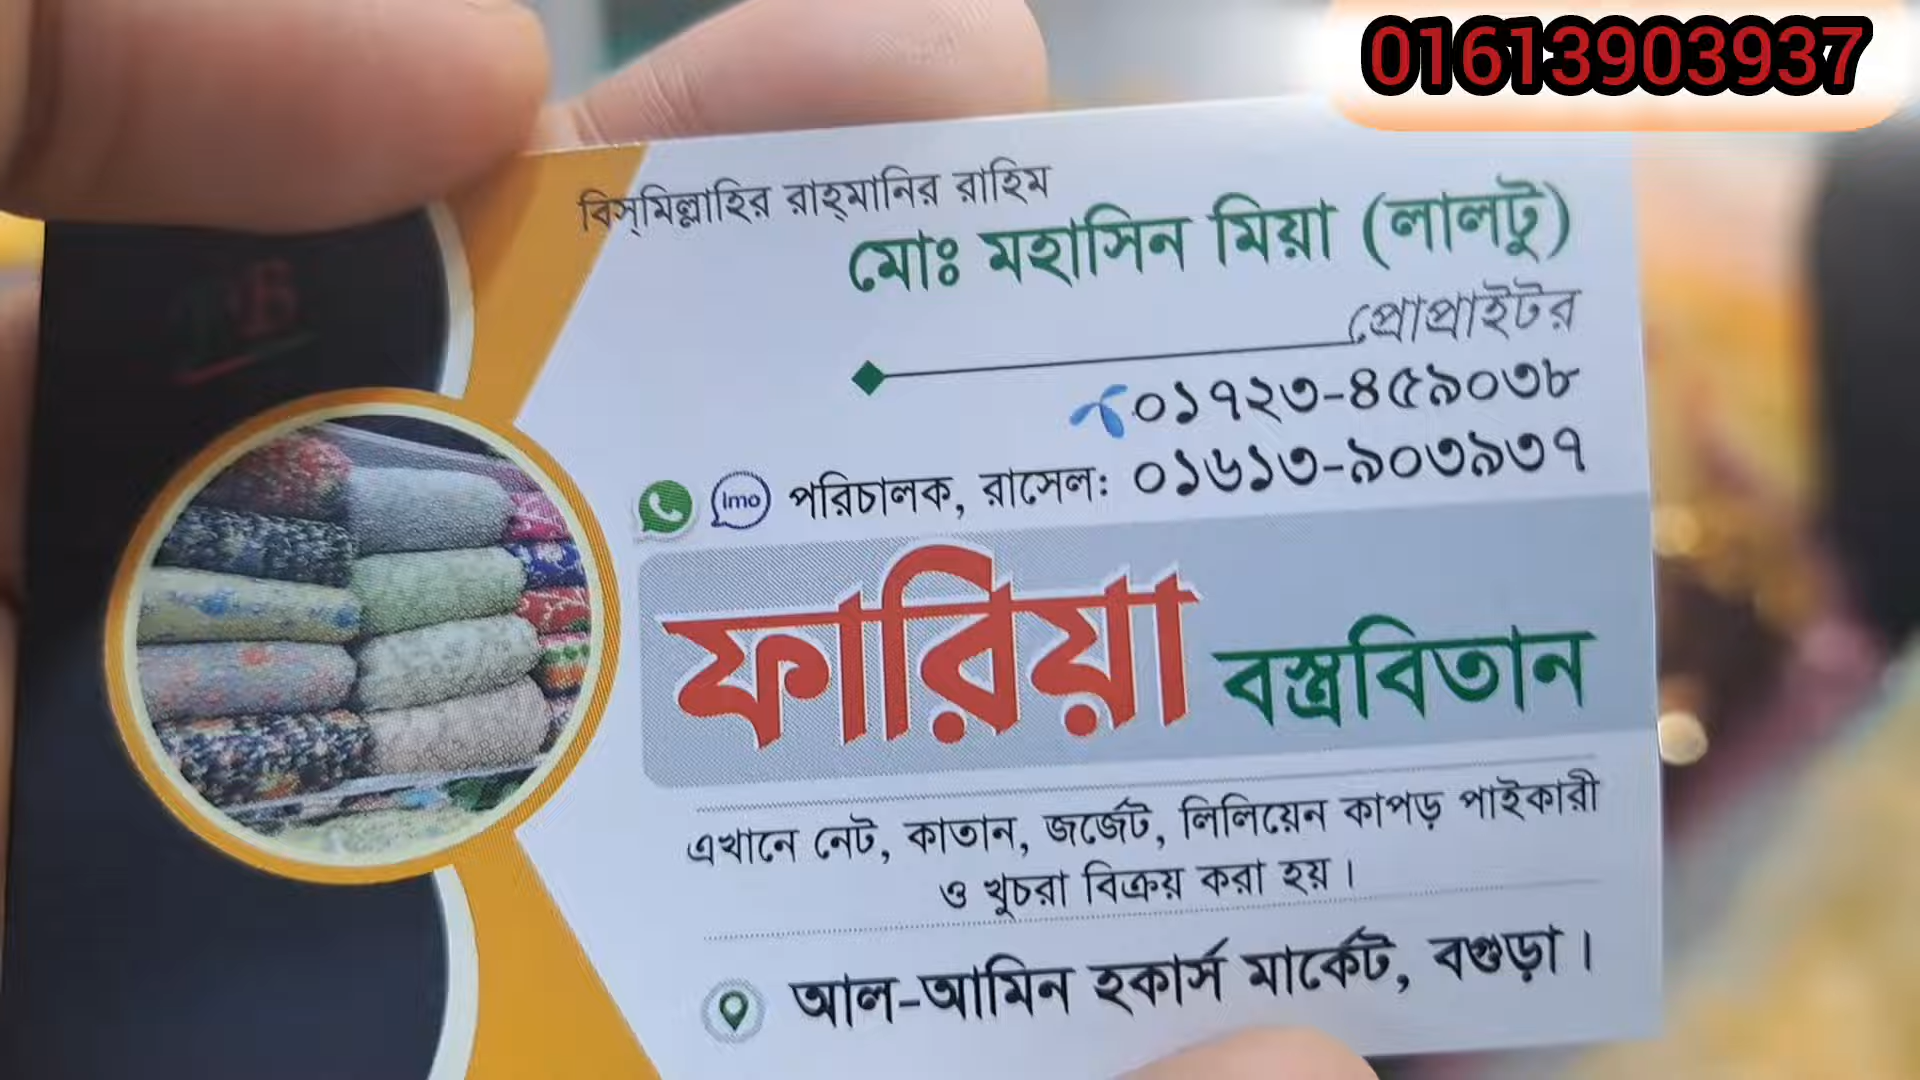 01613903937
বিস্‌মিল্লাহির রাহ্‌মানির রাহিম
মোঃ মহাসিন মিয়া (লালটু)
প্রোপ্রাইটর
০১৭২৩-৪৫৯০৩৮
imo পরিচালক, রাসেল: ০১৬১৩-৯০৩৯৩৭
ফারিয়া বস্ত্রবিতান
এখানে নেট, কাতান, জর্জেট, লিলিয়েন কাপড় পাইকারী
ও খুচরা বিক্রয় করা হয়।
আল-আমিন হকার্স মার্কেট, বগুড়া।